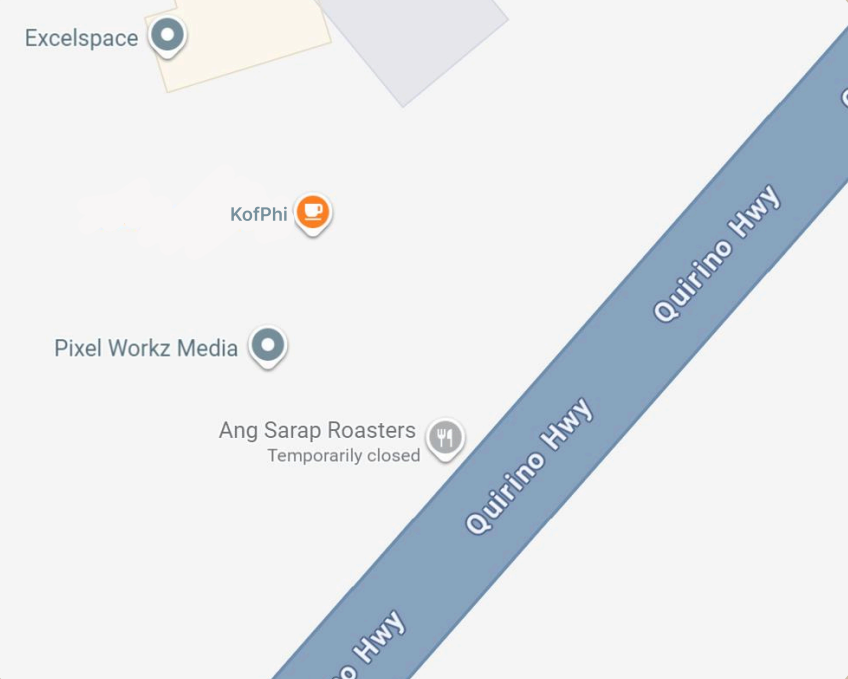 Excelspace
Quirino Hwy
KofPhi
Pixel Workz Media
Ang Sarap Roasters
Temporarily closed
Quirino Hwy
Hwy